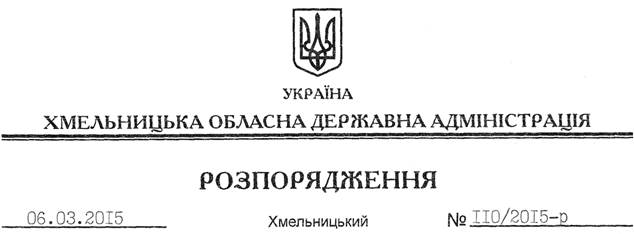 УКРАЇНА
ХМЕЛЬНИЦЬКА ОБЛАСНА ДЕРЖАВНА АДМІНІСТРАЦІЯ
РОЗПОРЯДЖЕННЯ
06.03.2015 Хмельницький № 110/2015-р